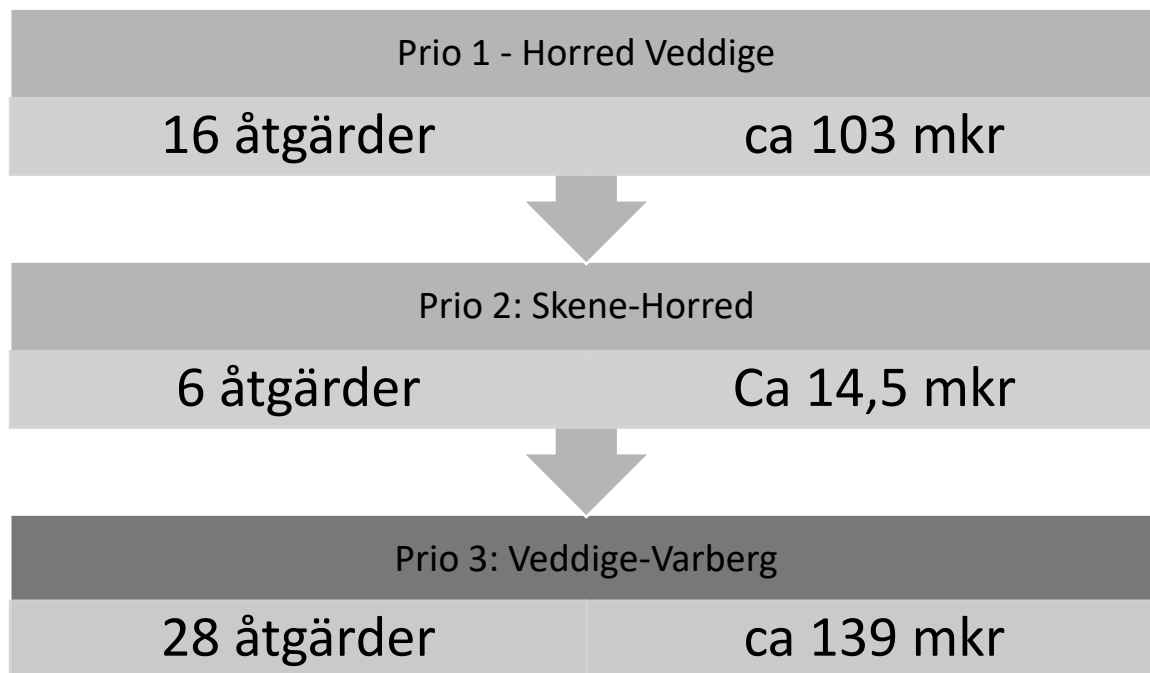 Prio 1 - Horred Veddige
16 åtgärder ca 103 mkr
Prio 2: Skene-Horred
6 åtgärder Ca 14,5 mkr
Prio 3: Veddige-Varberg
28 åtgärder ca 139 mkr